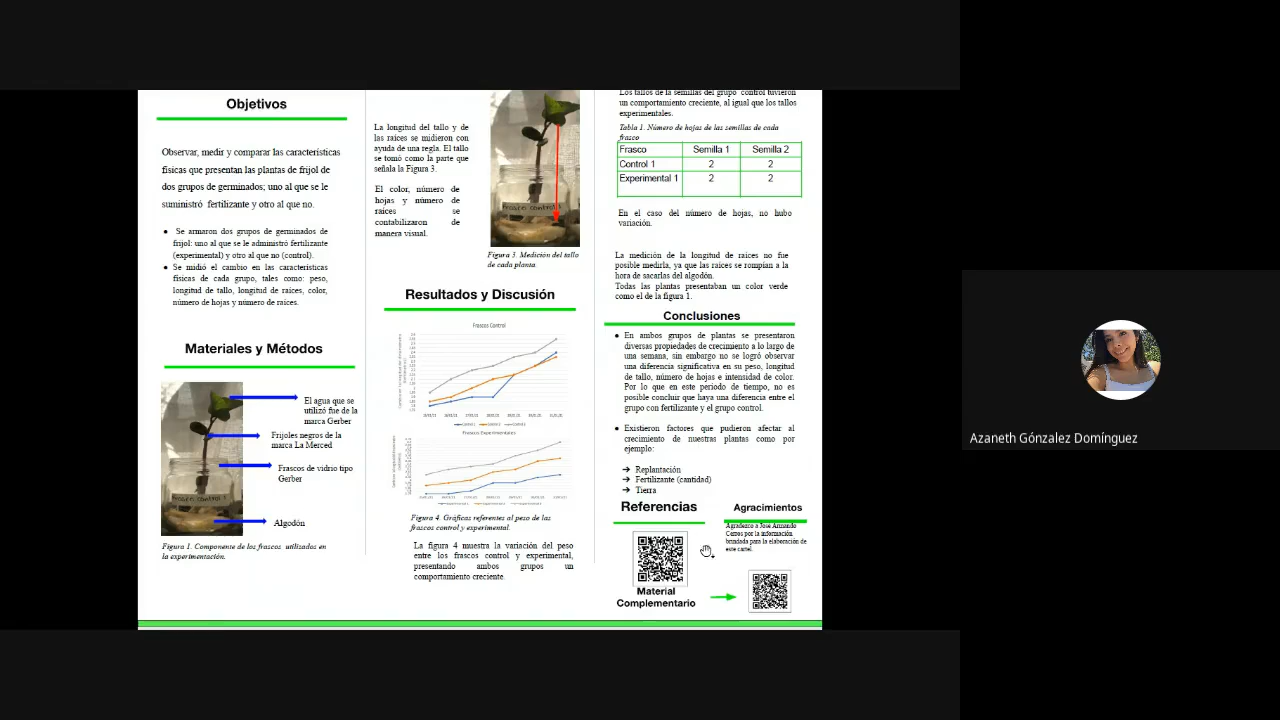 Objetivos
Observar, medir y comparar las características
físicas que presentan las plantas de frijol de
dos grupos de germinados; uno al que se le
suministró fertilizante y otro al que no.
● Se armaron dos grupos de germinados de
frijol: uno al que se le administró fertilizante
(experimental) y otro al que no (control).
● Se midió el cambio en las características
físicas de cada grupo, tales como: peso,
longitud de tallo, longitud de raíces, color,
número de hojas y número de raíces.
Materiales y Métodos
El agua que se
utilizó fue de la
marca Gerber
Frijoles negros de la
marca La Merced
Frascos de vidrio tipo
Gerber
Algodón
Figura 1. Componente de los frascos utilizados en
la experimentación.
La longitud del tallo y de
las raíces se midieron con
ayuda de una regla. El tallo
se tomó como la parte que
señala la Figura 3.
El color, número de
hojas y número de
raíces se
contabilizaron de
manera visual.
Figura 3. Medición del tallo
de cada planta.
Resultados y Discusión
Frascos Control
Frascos Experimentales
Figura 4. Gráficas referentes al peso de las
frascos control y experimental.
La figura 4 muestra la variación del peso
entre los frascos control y experimental,
presentando ambos grupos un
comportamiento creciente.
Los tallos de la semillas del grupo control tuvieron
un comportamiento creciente, al igual que los tallos
experimentales.
Tabla 1. Número de hojas de las semillas de cada
frasco
Frasco Semilla 1 Semilla 2
Control 1 2 2
Experimental 1 2 2
En el caso del número de hojas, no hubo
variación.
La medición de la longitud de raíces no fue
posible medirla, ya que las raíces se rompían a la
hora de sacarlas del algodón.
Todas las plantas presentaban un color verde
como el de la figura 1.
Conclusiones
● En ambos grupos de plantas se presentaron
diversas propiedades de crecimiento a lo largo de
una semana, sin embargo no se logró observar
una diferencia significativa en su peso, longitud
de tallo, número de hojas e intensidad de color.
Por lo que en este periodo de tiempo, no es
posible concluir que haya una diferencia entre el
grupo con fertilizante y el grupo control.
● Existieron factores que pudieron afectar al
crecimiento de nuestras plantas como por
ejemplo:
➔ Replantación
➔ Fertilizante (cantidad)
➔ Tierra
Referencias
Agracimientos
Agradezco a José Armando
Cerros por la información
brindada para la elaboración de
este cartel.
Material
Complementario
Azaneth Gónzalez Domínguez